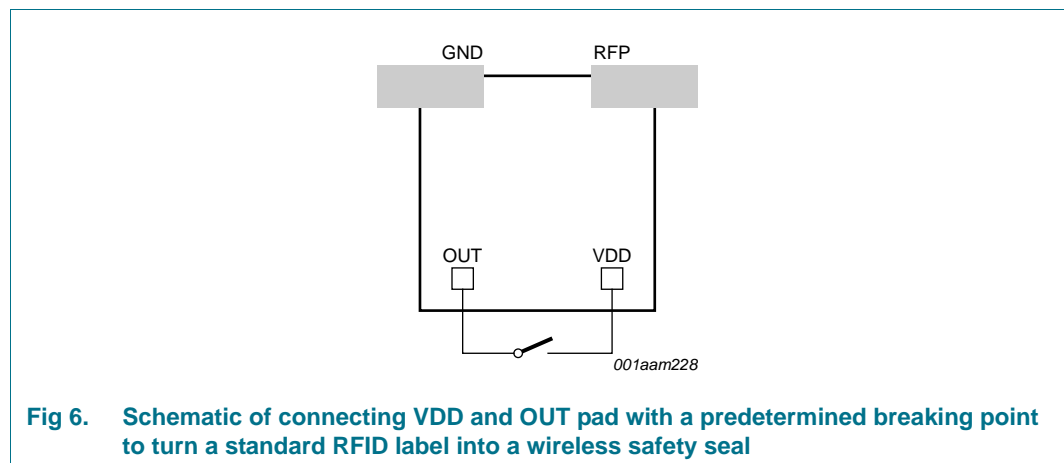 GND RFP
OUT VDD
001aam228
Fig 6. Schematic of connecting VDD and OUT pad with a predetermined breaking point
to turn a standard RFID label into a wireless safety seal